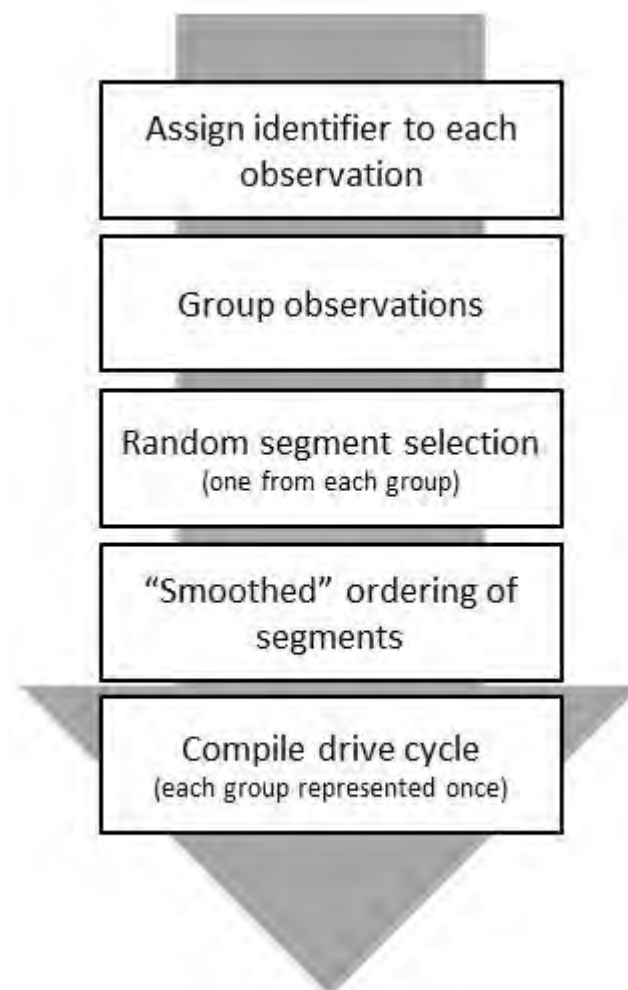 Assign identifier to each
observation
Group observations
Random segment selection
(one from each group)
“Smoothed” ordering of
segments
Compile drive cycle
(each group represented once)